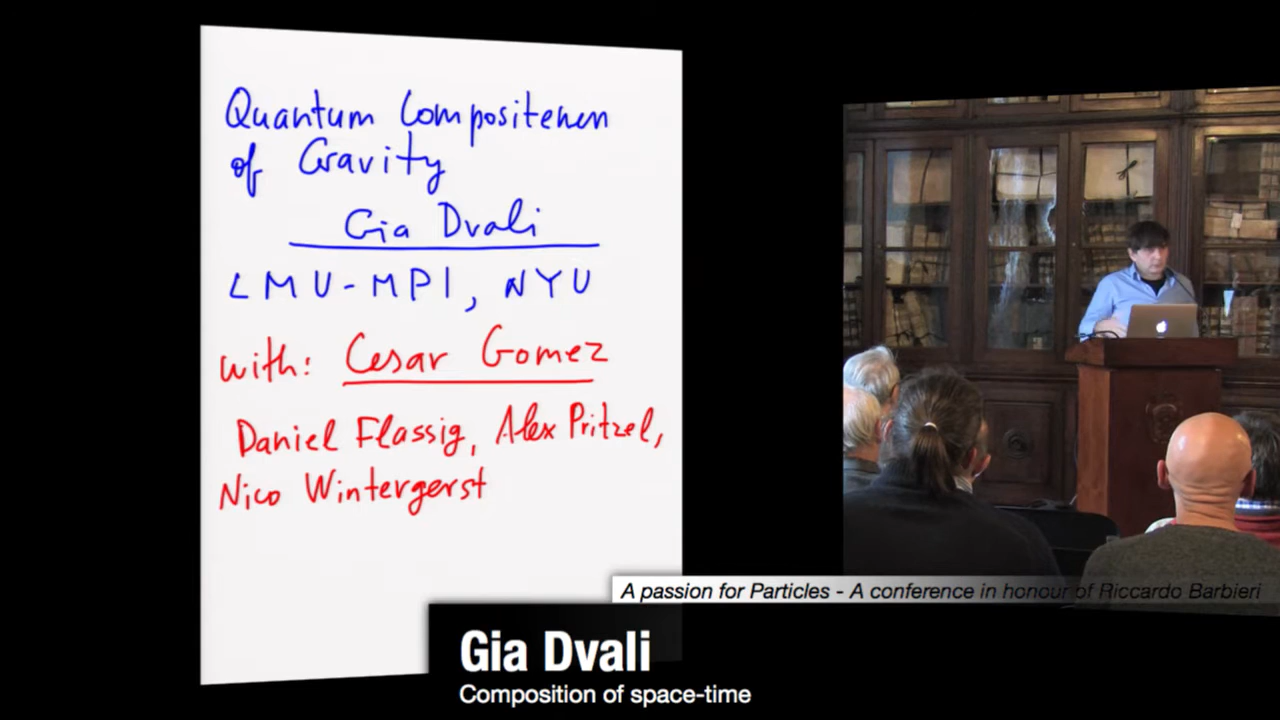 Quantum Compositeness
of Gravity
Gia Dvali
LMU-MPI, NYU
with: Cesar Gomez
Daniel Flassig, Alex Pritzel,
Nico Wintergerst
A passion for Particles - A conference in honour of Riccardo Barbieri
Gia Dvali
Composition of space-time